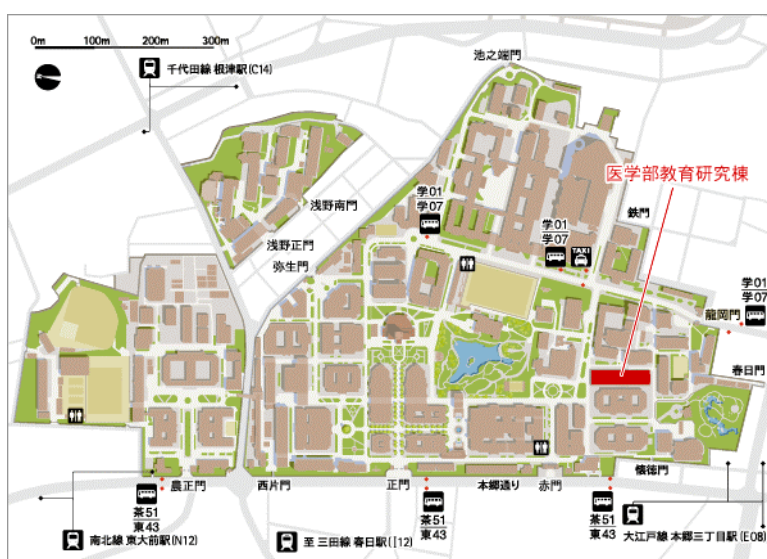 0m 100m 200m 300m
千代田線 根津駅(C14)
池之端門
医学部教育研究棟
学01
学07
浅野南門
鉄門
学01
学07
TAXI
浅野正門
弥生門
学01
学07
龍岡門
春日門
懐徳門
農正門
西片門
正門
本郷通り
赤門
茶51
東43
茶51
東43
茶51
東43
南北線 東大前駅(N12)
至 三田線 春日駅(I12)
大江戸線 本郷三丁目駅(E08)